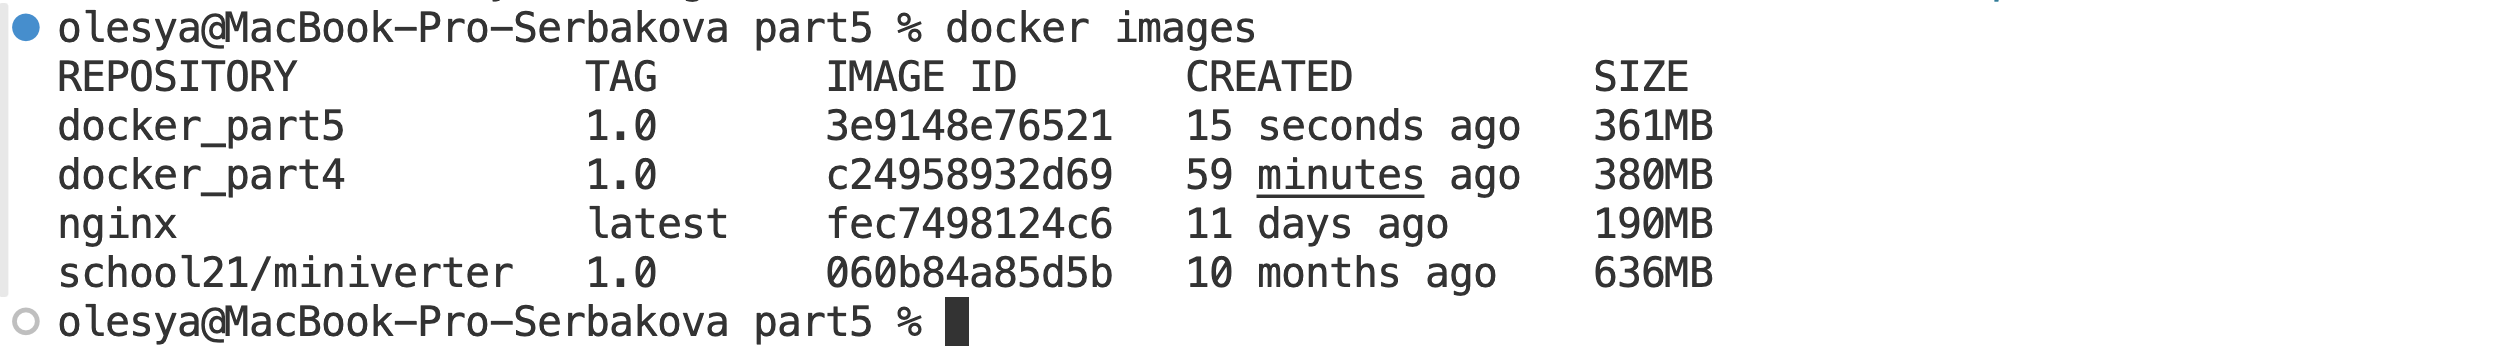 olesya@MacBook-Pro-Serbakova part5 % docker images
REPOSITORY TAG IMAGE ID CREATED SIZE
docker_part5 1.0 3e9148e76521 15 seconds ago 361MB
docker_part4 1.0 c24958932d69 59 minutes ago 380MB
nginx latest fec7498124c6 11 days ago 190MB
school21/miniverter 1.0 060b84a85d5b 10 months ago 636MB
olesya@MacBook-Pro-Serbakova part5 %